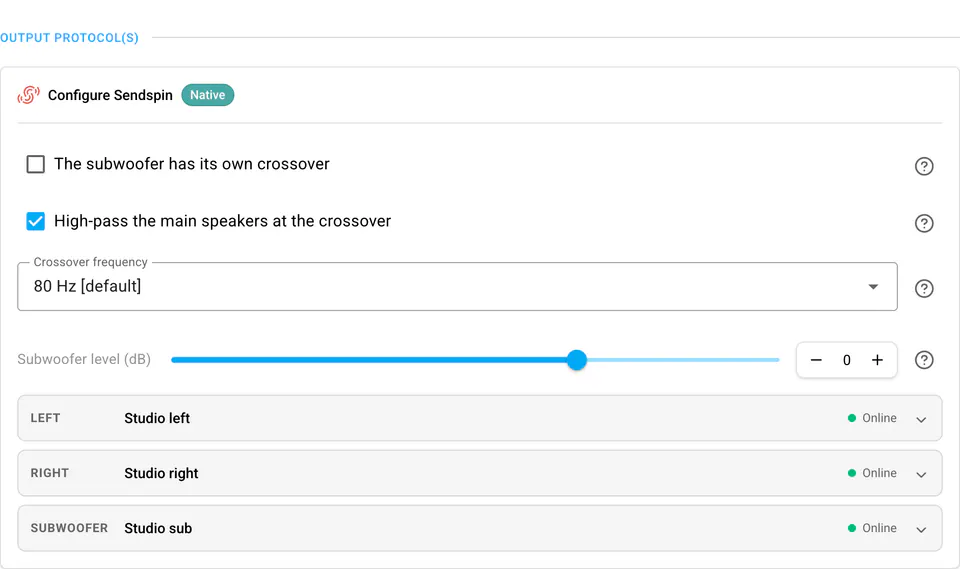 OUTPUT PROTOCOL(S)
Configure Sendspin Native
The subwoofer has its own crossover
High-pass the main speakers at the crossover
Crossover frequency
80 Hz [default]
Subwoofer level (dB) − 0 +
LEFT Studio left Online
RIGHT Studio right Online
SUBWOOFER Studio sub Online